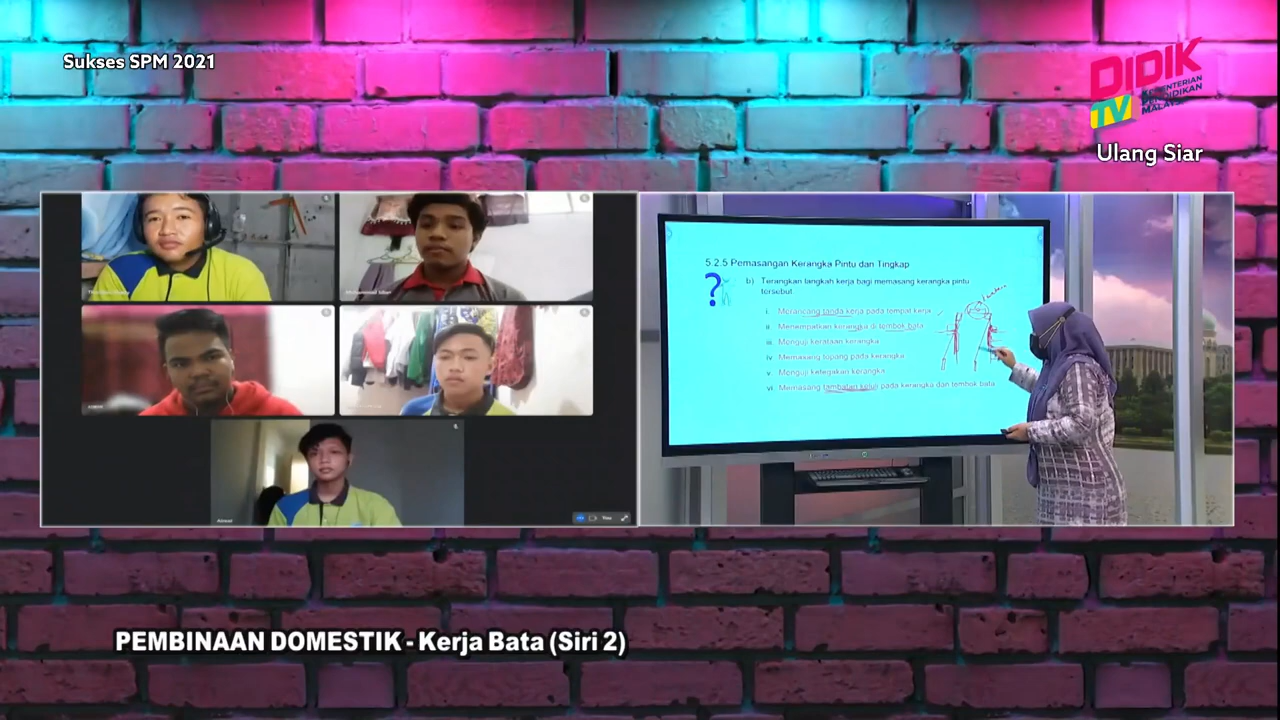 Sukses SPM 2021
DIDIK
TV
KEMENTERIAN
PENDIDIKAN
MALAYSIA
Ulang Siar
5.2.5 Pemasangan Kerangka Pintu dan Tingkap
?
b) Terangkan langkah kerja bagi memasang kerangka pintu
tersebut
i. Merancang tanda kerja pada tempat kerja
ii. Menempatkan kerangka di tembok bata
iii. Menguji kerataan kerangka
iv. Memasang topang pada kerangka
v. Menguji ketegakan kerangka
vi. Memasang tambatan keluli pada kerangka dan tembok bata
You
PEMBINAAN DOMESTIK - Kerja Bata (Siri 2)